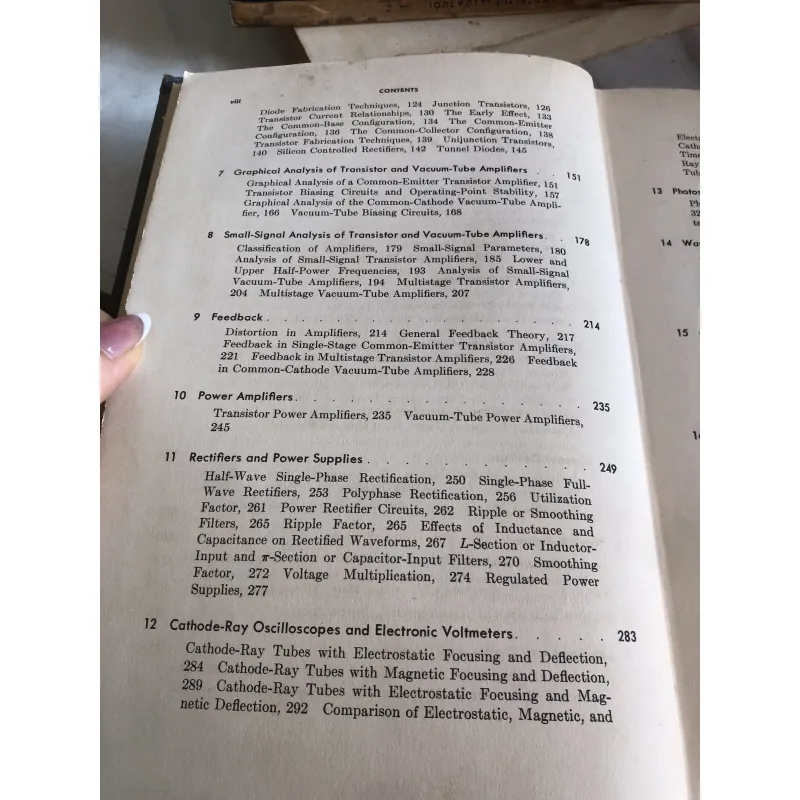 CONTENTS
viii
Diode Fabrication Techniques, 124 Junction Transistors, 126
Transistor Current Relationships, 130 The Early Effect, 133
The Common-Base Configuration, 134 The Common-Emitter
Configuration, 136 The Common-Collector Configuration, 138
Transistor Fabrication Techniques, 139 Unijunction Transistors,
140 Silicon Controlled Rectifiers, 142 Tunnel Diodes, 145
7 Graphical Analysis of Transistor and Vacuum-Tube Amplifiers . . 151
Graphical Analysis of a Common-Emitter Transistor Amplifier, 151
Transistor Biasing Circuits and Operating-Point Stability, 157
Graphical Analysis of the Common-Cathode Vacuum-Tube Ampli-
fier, 166 Vacuum-Tube Biasing Circuits, 168
8 Small-Signal Analysis of Transistor and Vacuum-Tube Amplifiers. . 178
Classification of Amplifiers, 179 Small-Signal Parameters, 180
Analysis of Small-Signal Transistor Amplifiers, 185 Lower and
Upper Half-Power Frequencies, 193 Analysis of Small-Signal
Vacuum-Tube Amplifiers, 194 Multistage Transistor Amplifiers,
204 Multistage Vacuum-Tube Amplifiers, 207
9 Feedback . . . . . . . . . . . . . . . . . . 214
Distortion in Amplifiers, 214 General Feedback Theory, 217
Feedback in Single-Stage Common-Emitter Transistor Amplifiers,
221 Feedback in Multistage Transistor Amplifiers, 226 Feedback
in Common-Cathode Vacuum-Tube Amplifiers, 228
10 Power Amplifiers. . . . . . . . . . . . . . . . 235
Transistor Power Amplifiers, 235 Vacuum-Tube Power Amplifiers,
245
11 Rectifiers and Power Supplies . . . . . . . . . . . . 249
Half-Wave Single-Phase Rectification, 250 Single-Phase Full-
Wave Rectifiers, 253 Polyphase Rectification, 256 Utilization
Factor, 261 Power Rectifier Circuits, 262 Ripple or Smoothing
Filters, 265 Ripple Factor, 265 Effects of Inductance and
Capacitance on Rectified Waveforms, 267 L-Section or Inductor-
Input and π-Section or Capacitor-Input Filters, 270 Smoothing
Factor, 272 Voltage Multiplication, 274 Regulated Power
Supplies, 277
12 Cathode-Ray Oscilloscopes and Electronic Voltmeters. . . . . 283
Cathode-Ray Tubes with Electrostatic Focusing and Deflection,
284 Cathode-Ray Tubes with Magnetic Focusing and Deflection,
289 Cathode-Ray Tubes with Electrostatic Focusing and Mag-
netic Deflection, 292 Comparison of Electrostatic, Magnetic, and
Elect
Cath
Time
Ray
Tub
13 Photo
Ph
32
tr
14 Wa
15